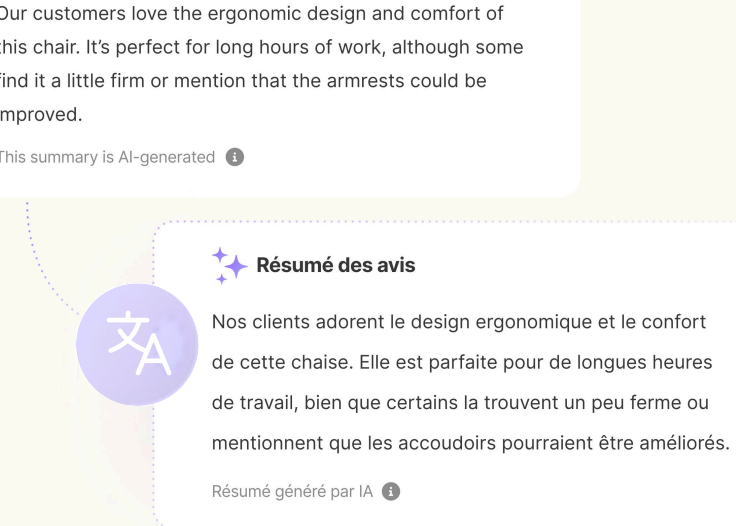 Our customers love the ergonomic design and comfort of
this chair. It’s perfect for long hours of work, although some
find it a little firm or mention that the armrests could be
improved.
This summary is AI-generated
Résumé des avis
文A
Nos clients adorent le design ergonomique et le confort
de cette chaise. Elle est parfaite pour de longues heures
de travail, bien que certains la trouvent un peu ferme ou
mentionnent que les accoudoirs pourraient être améliorés.
Résumé généré par IA